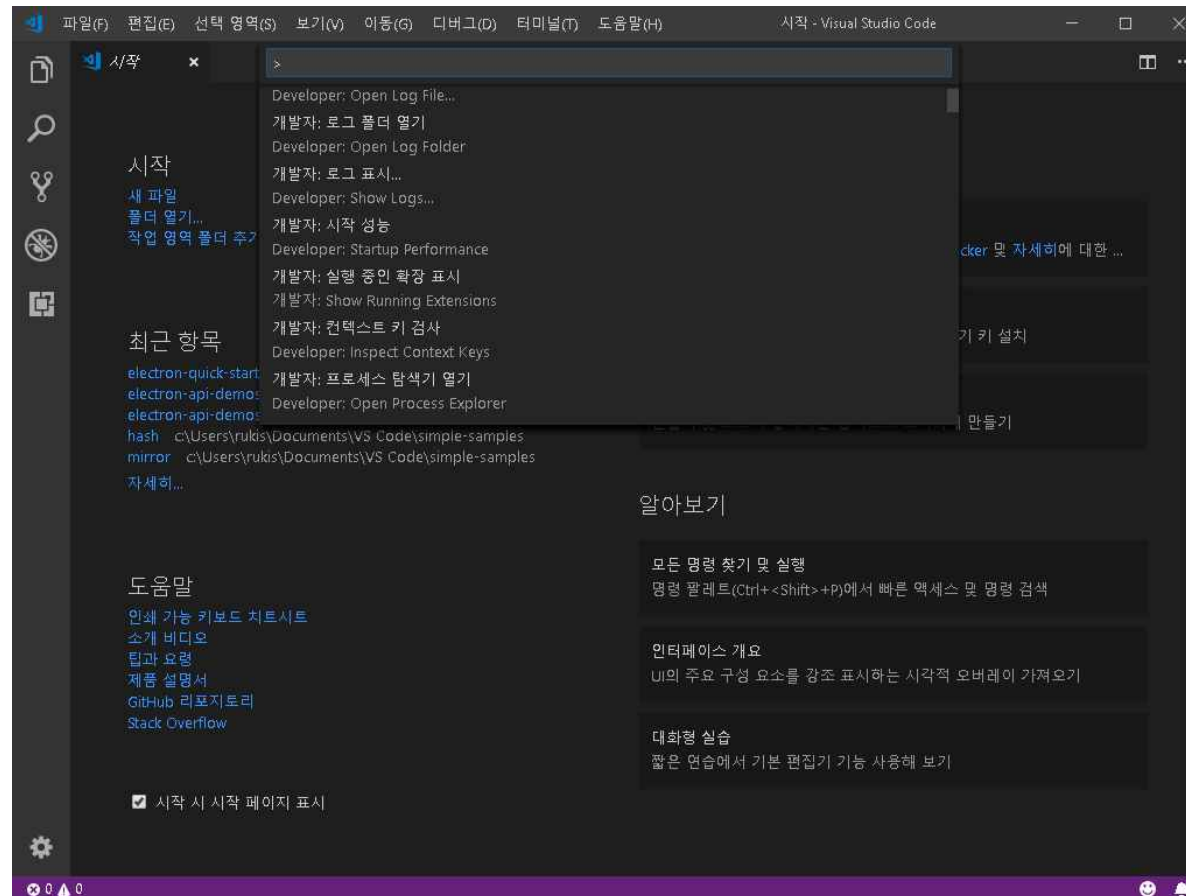 파일(F) 편집(E) 선택 영역(S) 보기(V) 이동(G) 디버그(D) 터미널(T) 도움말(H) 시작 - Visual Studio Code
시작
>
Developer: Open Log File...
개발자: 로그 폴더 열기
Developer: Open Log Folder
개발자: 로그 표시...
Developer: Show Logs...
개발자: 시작 성능
Developer: Startup Performance
개발자: 실행 중인 확장 표시
개발자: Show Running Extensions
개발자: 컨텍스트 키 검사
Developer: Inspect Context Keys
개발자: 프로세스 탐색기 열기
Developer: Open Process Explorer
시작
새 파일
폴더 열기...
작업 영역 폴더 추가
최근 항목
electron-quick-start
electron-api-demos
electron-api-demos
hash c:\Users\rukis\Documents\VS Code\simple-samples
mirror c:\Users\rukis\Documents\VS Code\simple-samples
자세히...
도움말
인쇄 가능 키보드 치트시트
소개 비디오
팁과 요령
제품 설명서
GitHub 리포지토리
Stack Overflow
시작 시 시작 페이지 표시
cker 및 자세히에 대한 ...
기 키 설치
만들기
알아보기
모든 명령 찾기 및 실행
명령 팔레트(Ctrl+<Shift>+P)에서 빠른 액세스 및 명령 검색
인터페이스 개요
UI의 주요 구성 요소를 강조 표시하는 시각적 오버레이 가져오기
대화형 실습
짧은 연습에서 기본 편집기 기능 사용해 보기
0 0